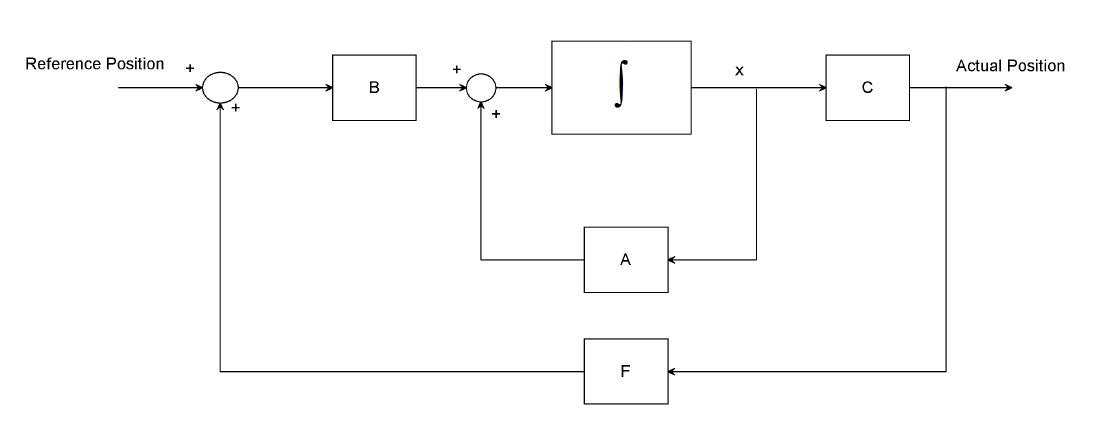 Reference Position
+
+
B
+
+
∫
x
C
Actual Position
A
F